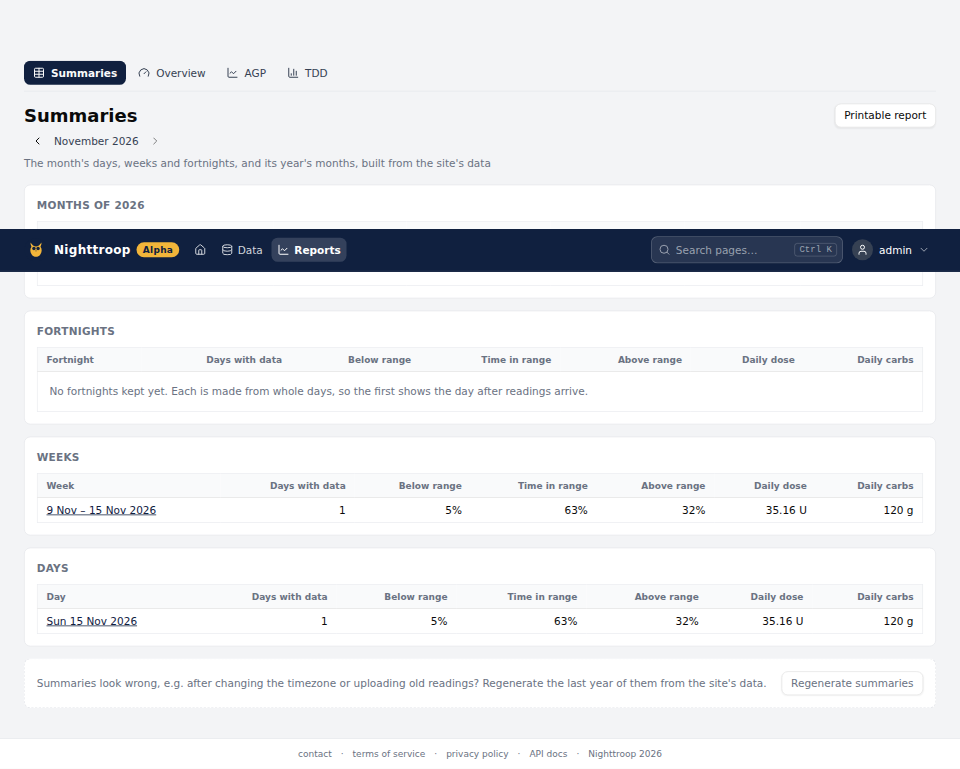 Summaries Overview AGP TDD
Summaries
Printable report
November 2026
The month's days, weeks and fortnights, and its year's months, built from the site's data
MONTHS OF 2026
Nighttroop Alpha Data Reports Search pages... Ctrl K admin
FORTNIGHTS
Fortnight Days with data Below range Time in range Above range Daily dose Daily carbs
No fortnights kept yet. Each is made from whole days, so the first shows the day after readings arrive.
WEEKS
Week Days with data Below range Time in range Above range Daily dose Daily carbs
9 Nov – 15 Nov 2026 1 5% 63% 32% 35.16 U 120 g
DAYS
Day Days with data Below range Time in range Above range Daily dose Daily carbs
Sun 15 Nov 2026 1 5% 63% 32% 35.16 U 120 g
Summaries look wrong, e.g. after changing the timezone or uploading old readings? Regenerate the last year of them from the site's data. Regenerate summaries
contact · terms of service · privacy policy · API docs · Nighttroop 2026